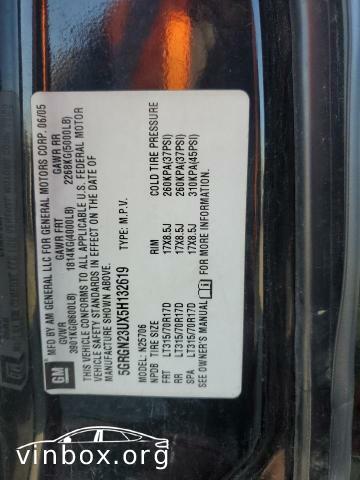 GM
MFD BY AM GENERAL LLC FOR GENERAL MOTORS CORP. 06/05
GVWR GAWR FRT GAWR RR
3901KG(8600LB) 1814KG(4000LB) 2268KG(5000LB)
THIS VEHICLE CONFORMS TO ALL APPLICABLE U.S. FEDERAL MOTOR
VEHICLE SAFETY STANDARDS IN EFFECT ON THE DATE OF
MANUFACTURE SHOWN ABOVE.
5GRGN23UX5H132619 TYPE: M.P.V.
MODEL: N25706
NPDB TIRE SIZE RIM COLD TIRE PRESSURE
FRT LT315/70R17D 17X8.5J 260KPA(37PSI)
RR LT315/70R17D 17X8.5J 260KPA(37PSI)
SPA LT315/70R17D 17X8.5J 310KPA(45PSI)
SEE OWNER'S MANUAL FOR MORE INFORMATION.
vinbox.org